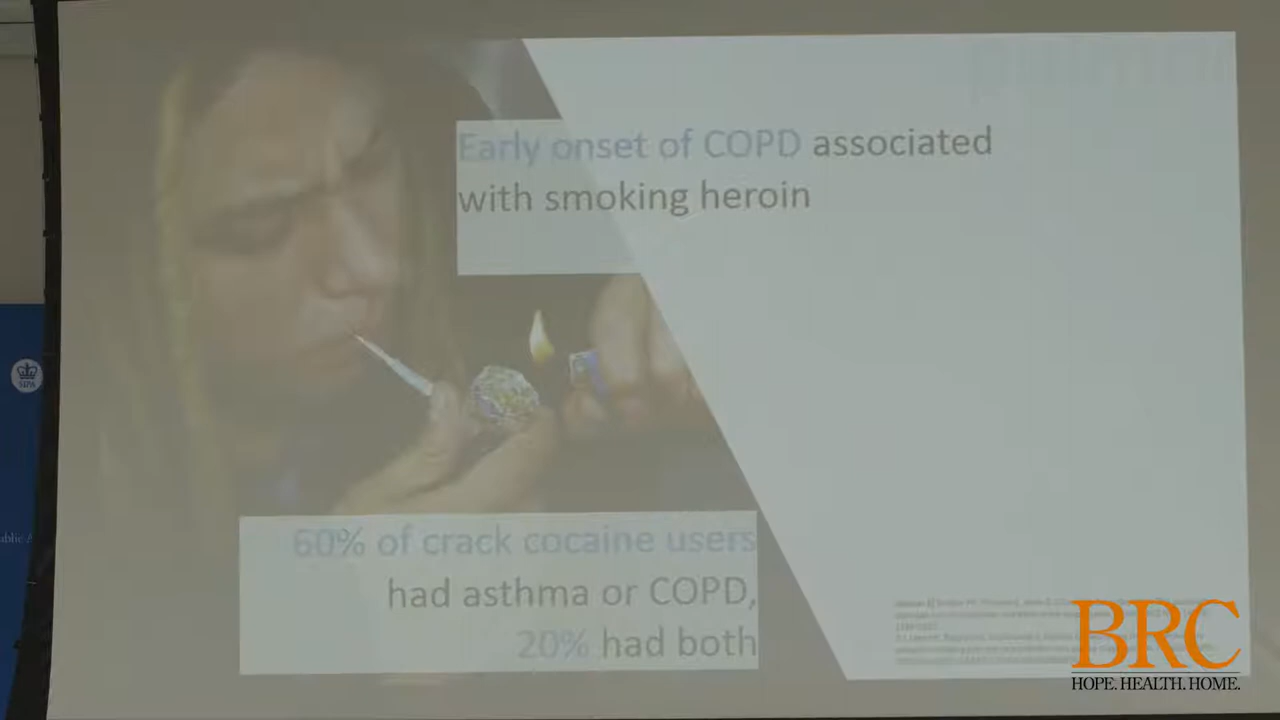 Early onset of COPD associated
with smoking heroin
60% of crack cocaine users
had asthma or COPD,
20% had both
SIPA
BRC
HOPE. HEALTH. HOME.